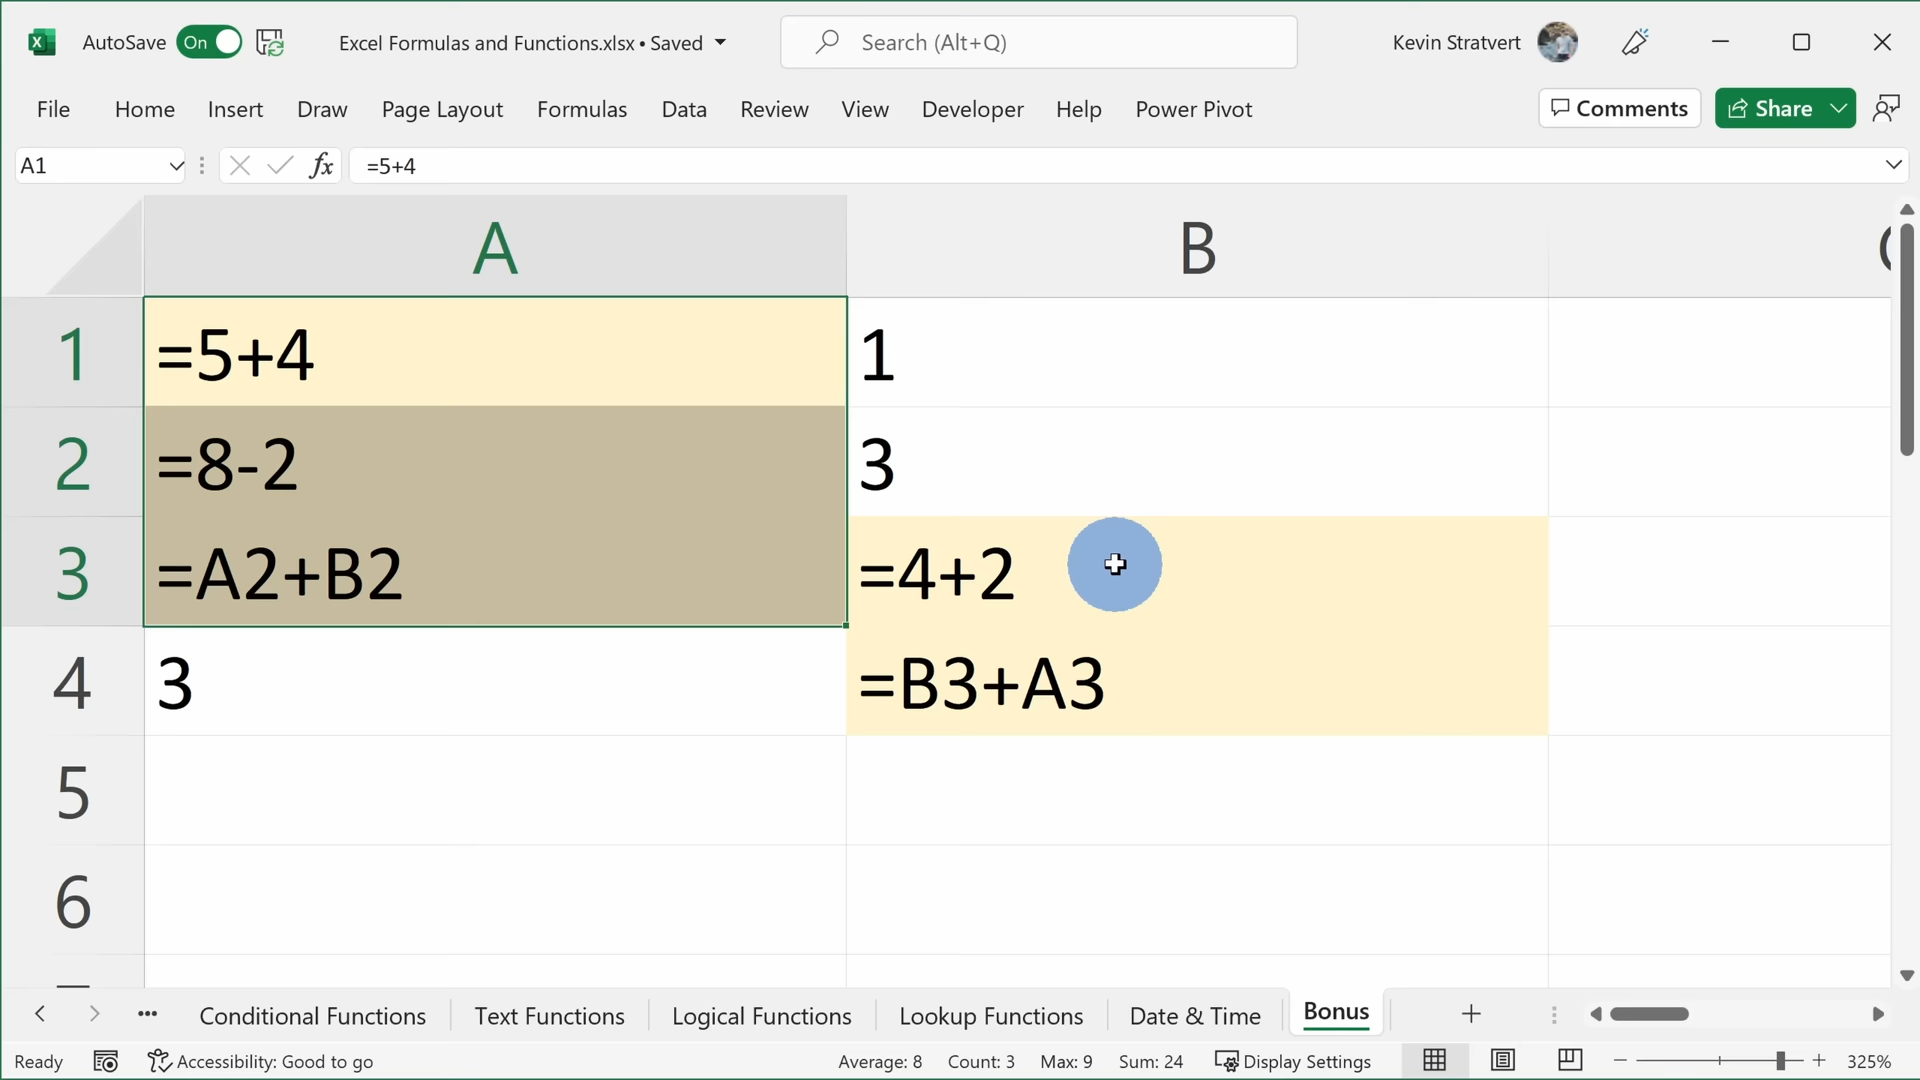 AutoSave On Excel Formulas and Functions.xlsx • Saved Search (Alt+Q) Kevin Stratvert
File Home Insert Draw Page Layout Formulas Data Review View Developer Help Power Pivot Comments Share
A1 fx =5+4
A B
1 =5+4 1
2 =8-2 3
3 =A2+B2 =4+2
4 3 =B3+A3
5
6
Conditional Functions Text Functions Logical Functions Lookup Functions Date & Time Bonus
Ready Accessibility: Good to go Average: 8 Count: 3 Max: 9 Sum: 24 Display Settings 325%